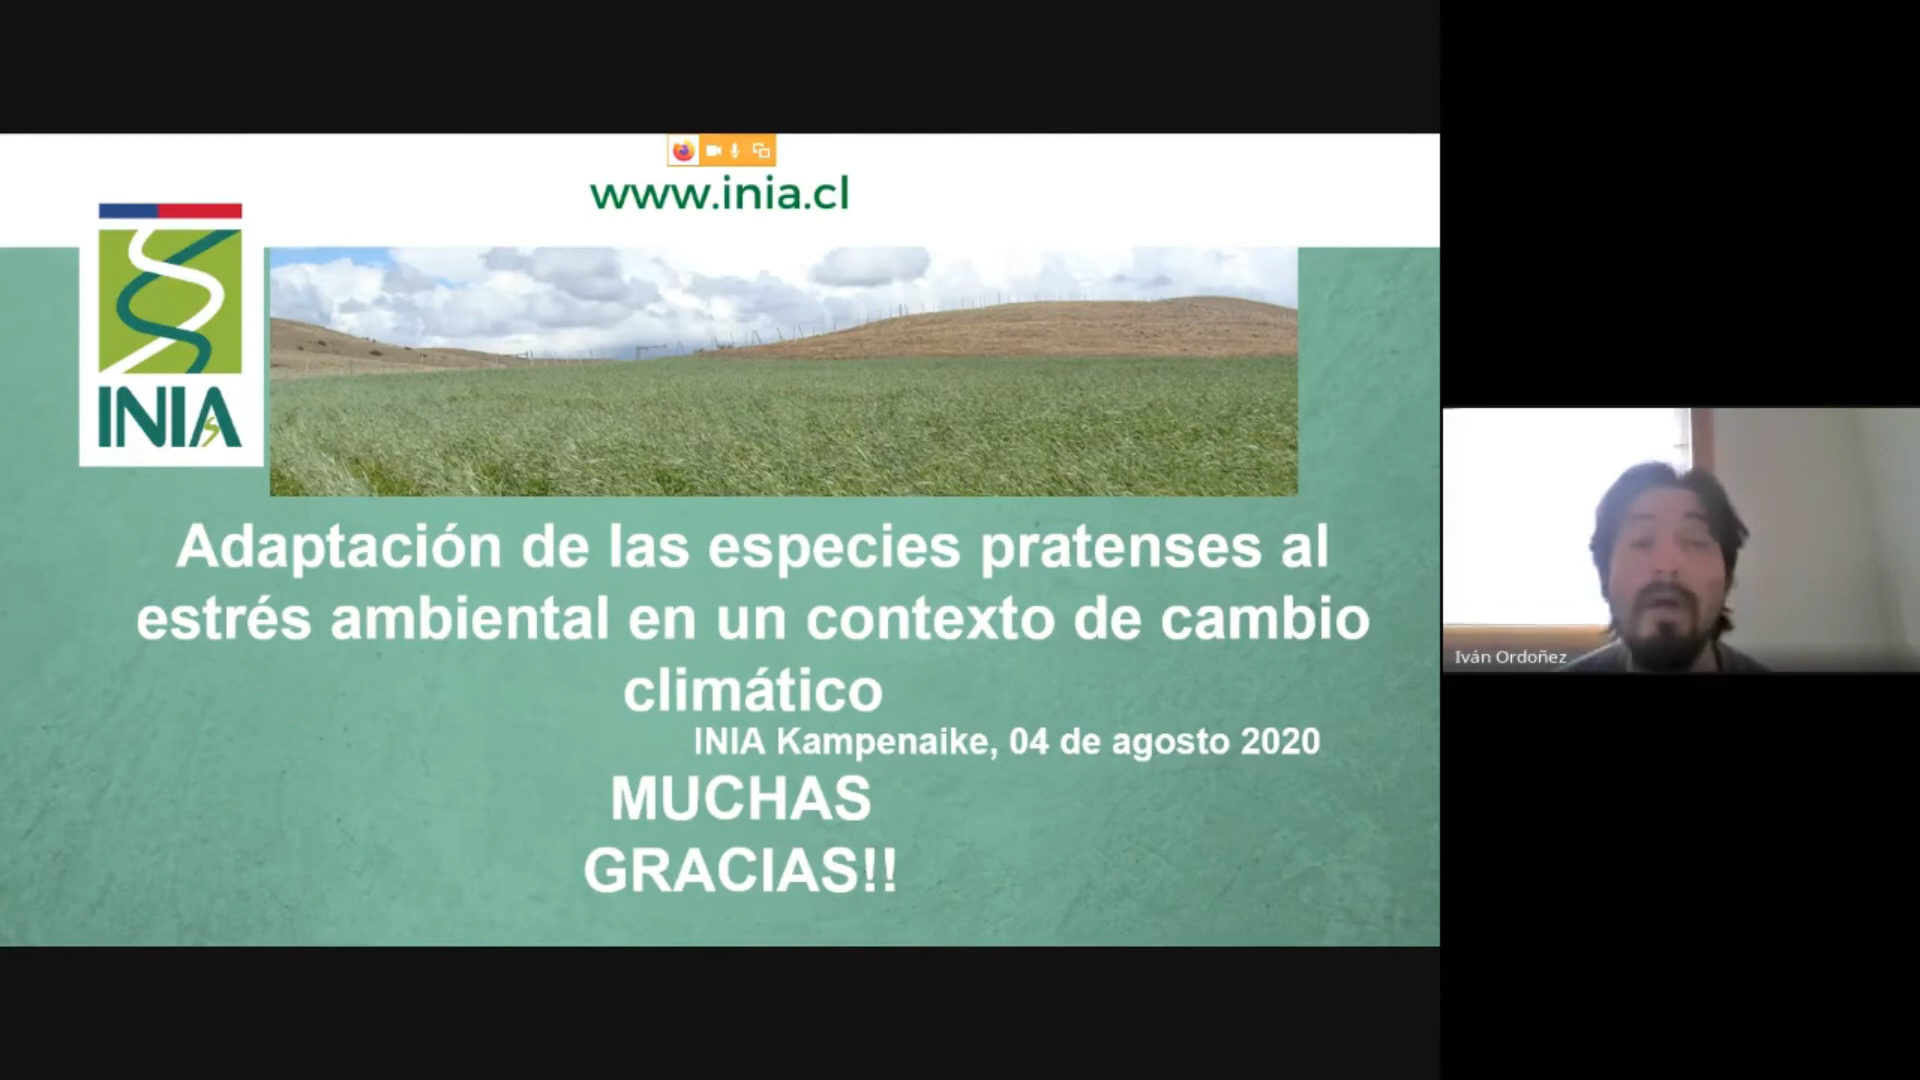 www.inia.cl
INIA
Adaptación de las especies pratenses al
estrés ambiental en un contexto de cambio
climático
INIA Kampenaike, 04 de agosto 2020
MUCHAS
GRACIAS!!
Iván Ordoñez